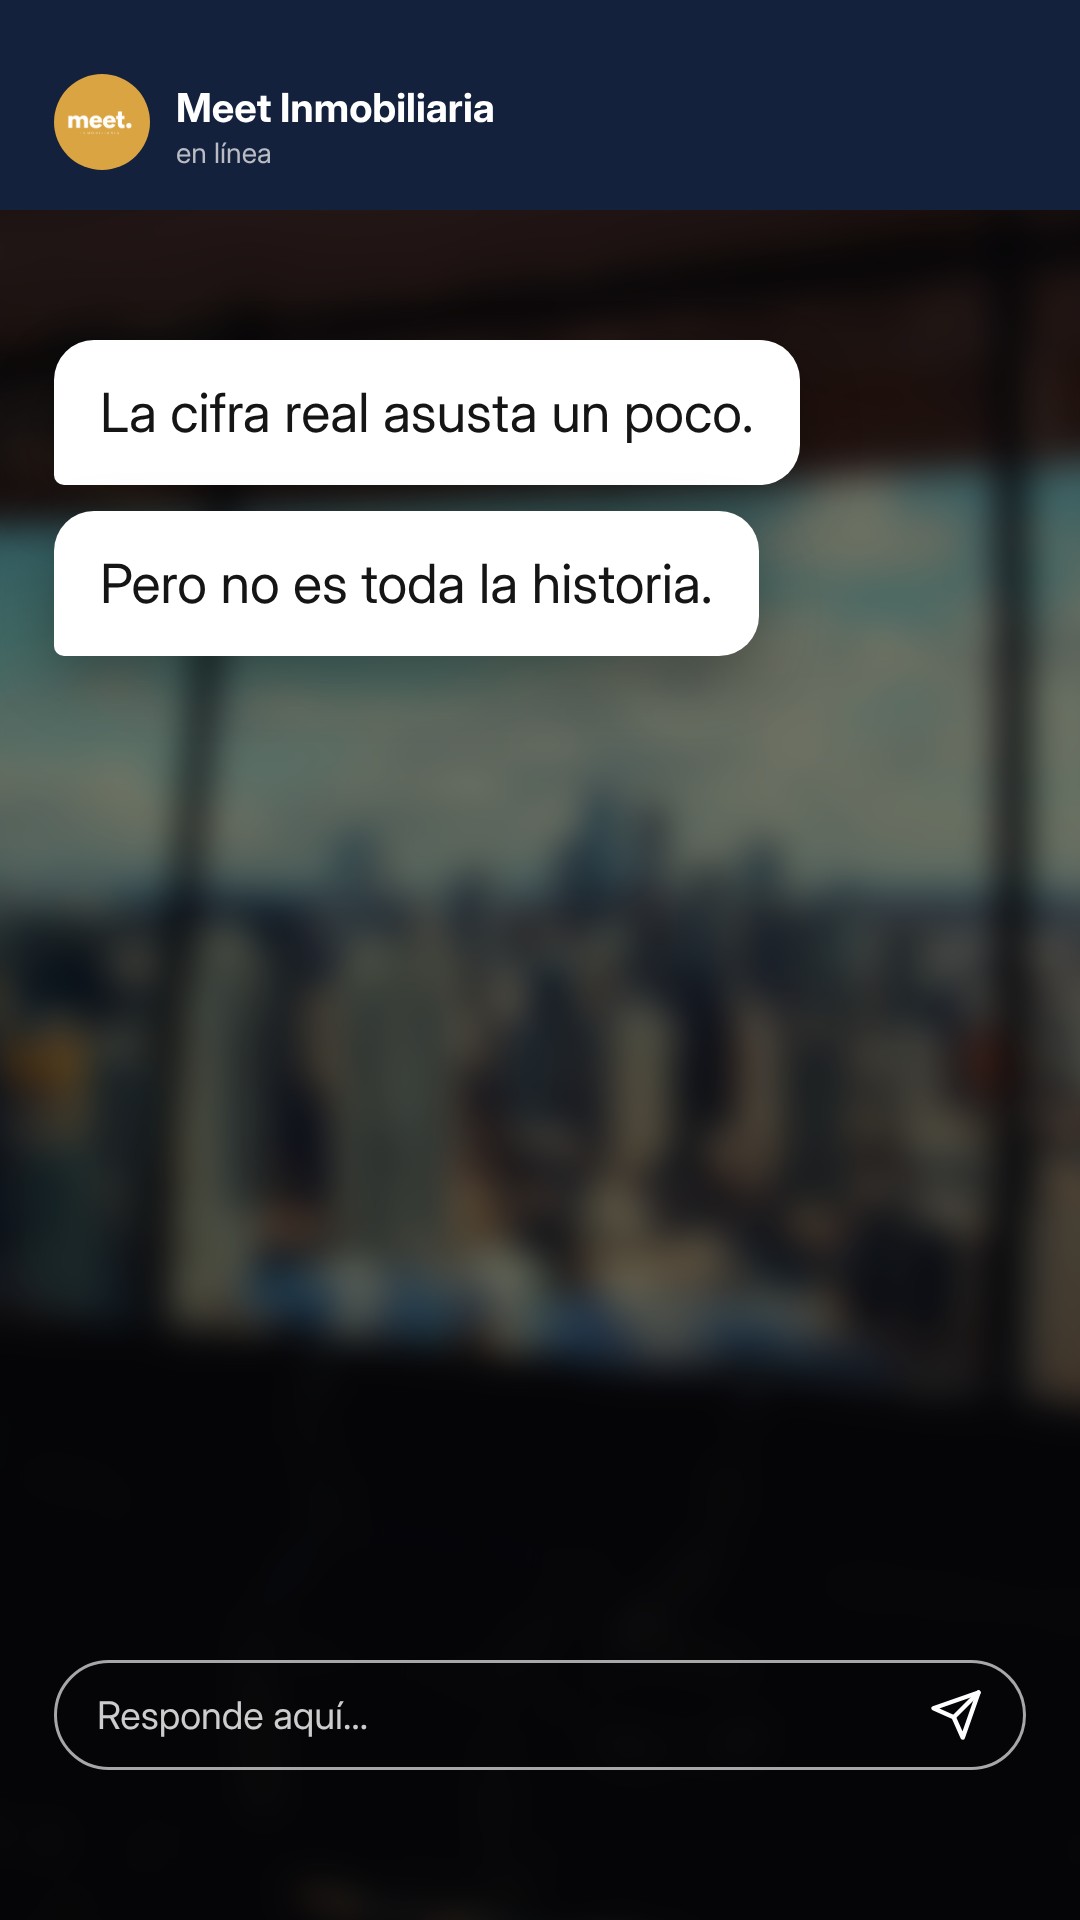 meet.
Meet Inmobiliaria
en línea
La cifra real asusta un poco.
Pero no es toda la historia.
Responde aquí...